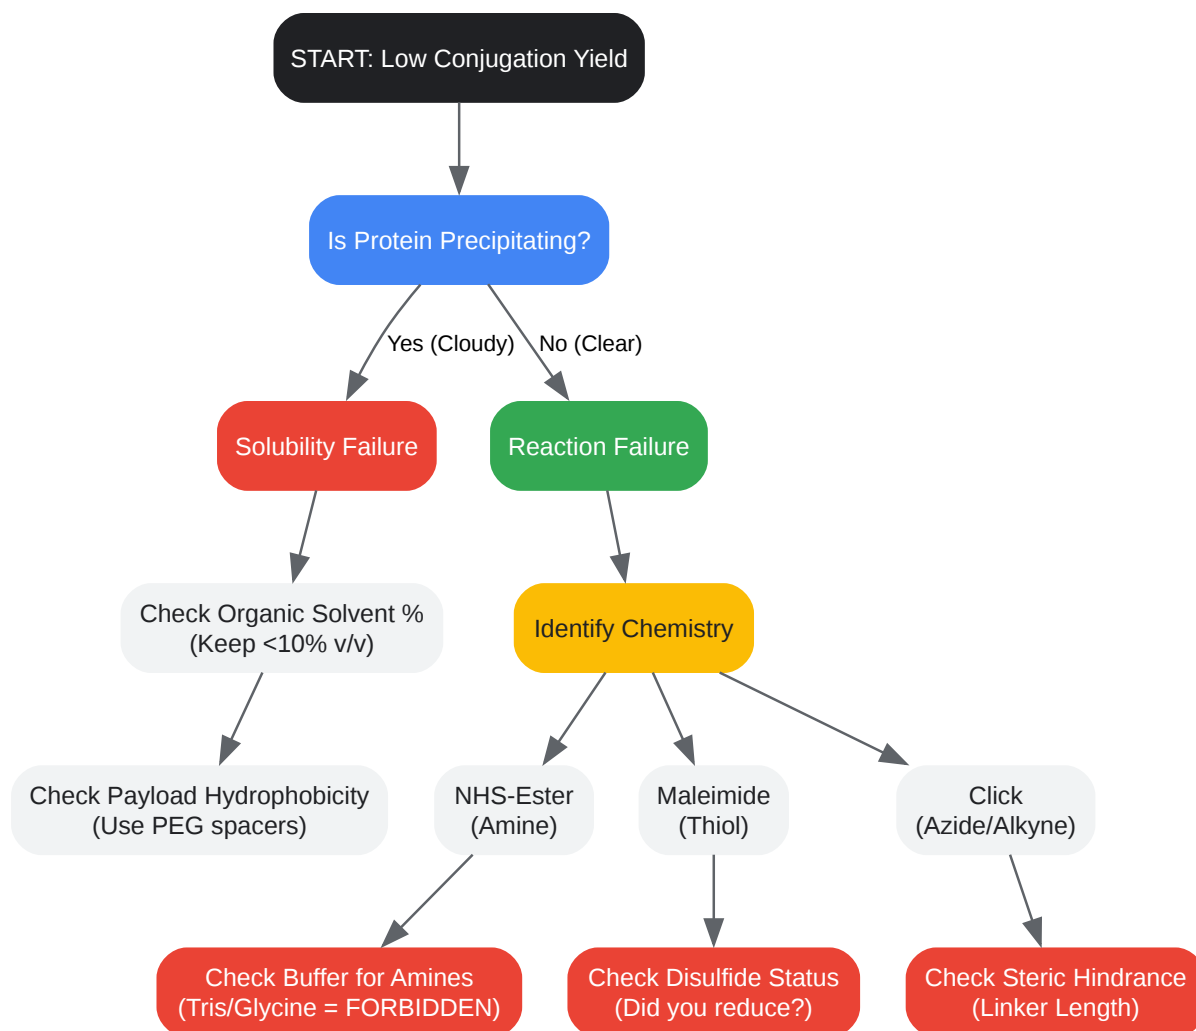 START: Low Conjugation Yield
Is Protein Precipitating?
Yes (Cloudy)
No (Clear)
Solubility Failure
Reaction Failure
Check Organic Solvent %
(Keep <10% v/v)
Identify Chemistry
Check Payload Hydrophobicity
(Use PEG spacers)
NHS-Ester
(Amine)
Maleimide
(Thiol)
Click
(Azide/Alkyne)
Check Buffer for Amines
(Tris/Glycine = FORBIDDEN)
Check Disulfide Status
(Did you reduce?)
Check Steric Hindrance
(Linker Length)